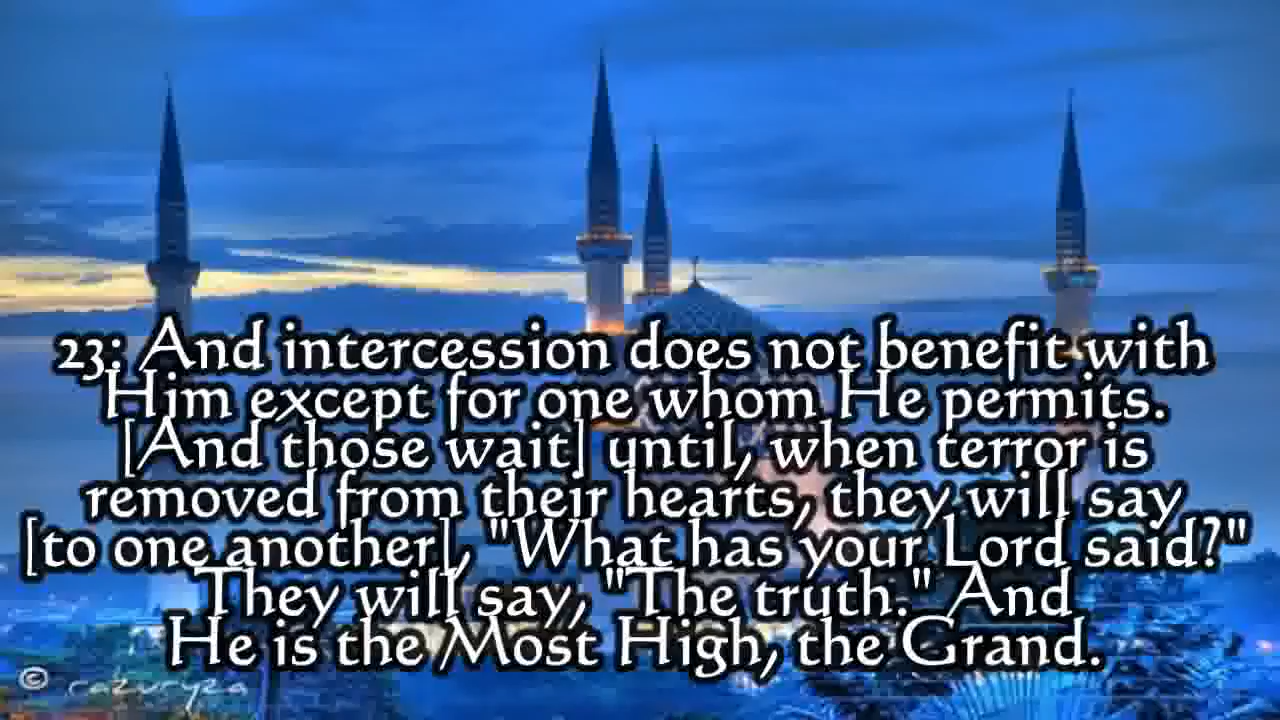 23: And intercession does not benefit with
Him except for one whom He permits.
[And those wait] until, when terror is
removed from their hearts, they will say
[to one another], "What has your Lord said?"
They will say, "The truth." And
He is the Most High, the Grand.
© razvryza